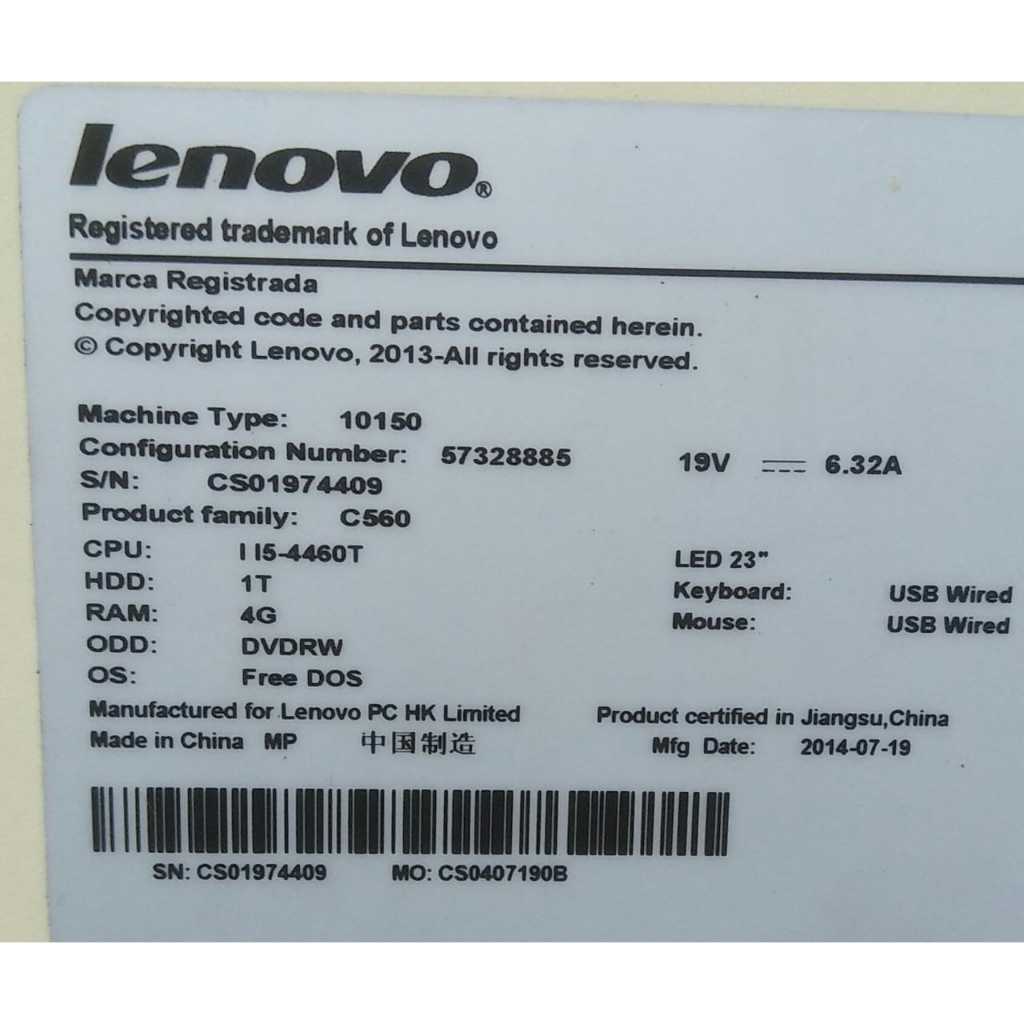 lenovo®
Registered trademark of Lenovo
Marca Registrada
Copyrighted code and parts contained herein.
© Copyright Lenovo, 2013-All rights reserved.
Machine Type: 10150
Configuration Number: 57328885 19V ⎓ 6.32A
S/N: CS01974409
Product family: C560
CPU: I I5-4460T LED 23"
HDD: 1T Keyboard: USB Wired
RAM: 4G Mouse: USB Wired
ODD: DVDRW
OS: Free DOS
Manufactured for Lenovo PC HK Limited Product certified in Jiangsu,China
Made in China MP 中国制造 Mfg Date: 2014-07-19
SN: CS01974409 MO: CS0407190B